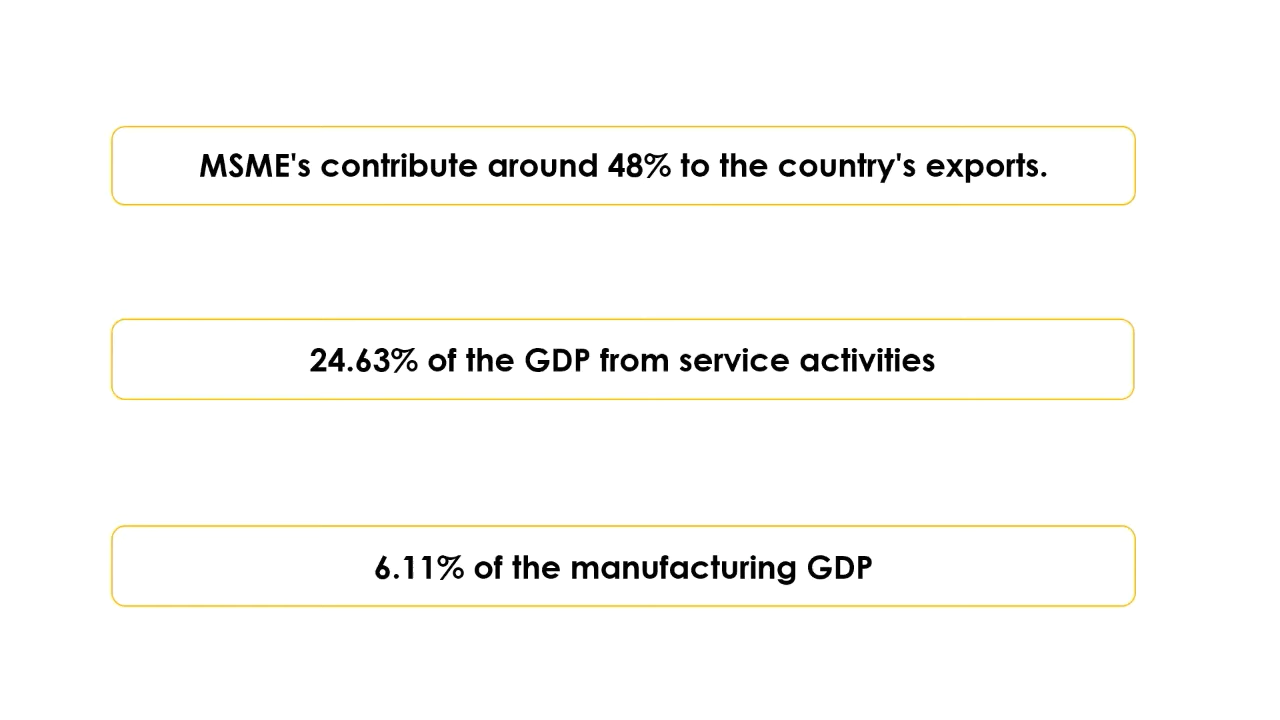 MSME's contribute around 48% to the country's exports.
24.63% of the GDP from service activities
6.11% of the manufacturing GDP